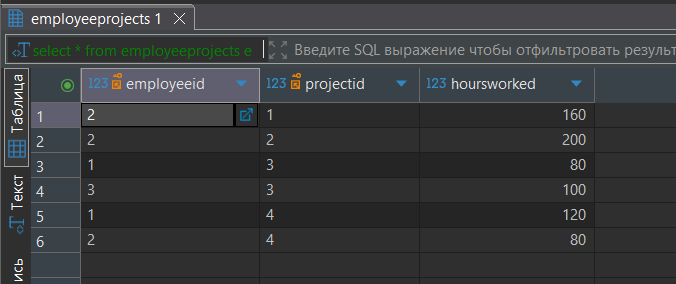 employeeprojects 1
select * from employeeprojects e Введите SQL выражение чтобы отфильтровать результ
Таблица
Текст
ись
123 employeeid 123 projectid 123 hoursworked
1 2 1 160
2 2 2 200
3 1 3 80
4 3 3 100
5 1 4 120
6 2 4 80